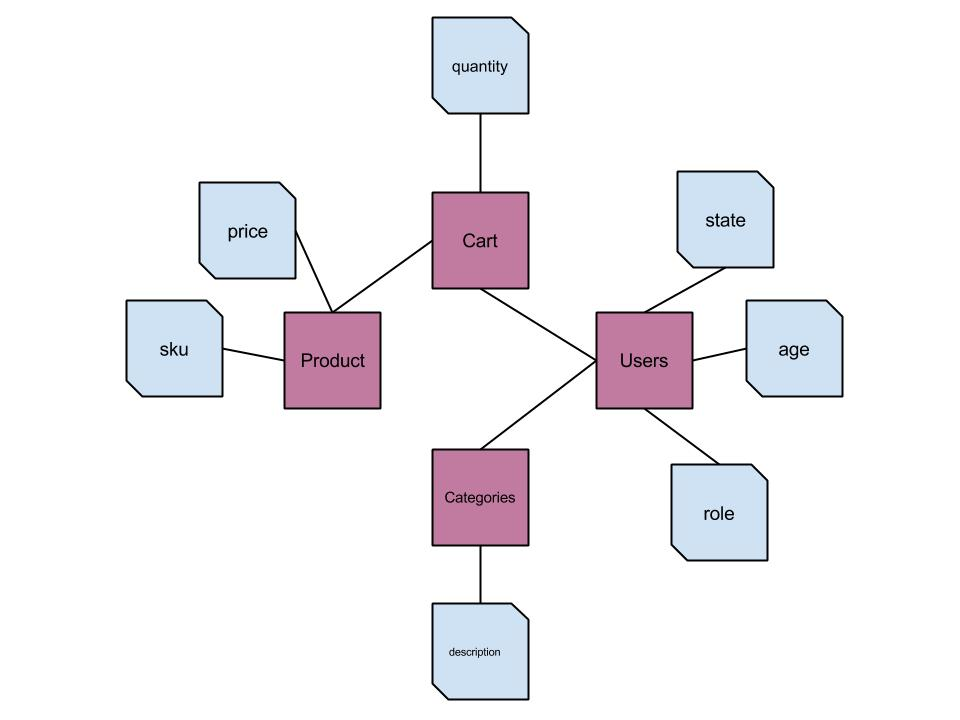 quantity
state
price
Cart
sku
Product
Users
age
Categories
role
description